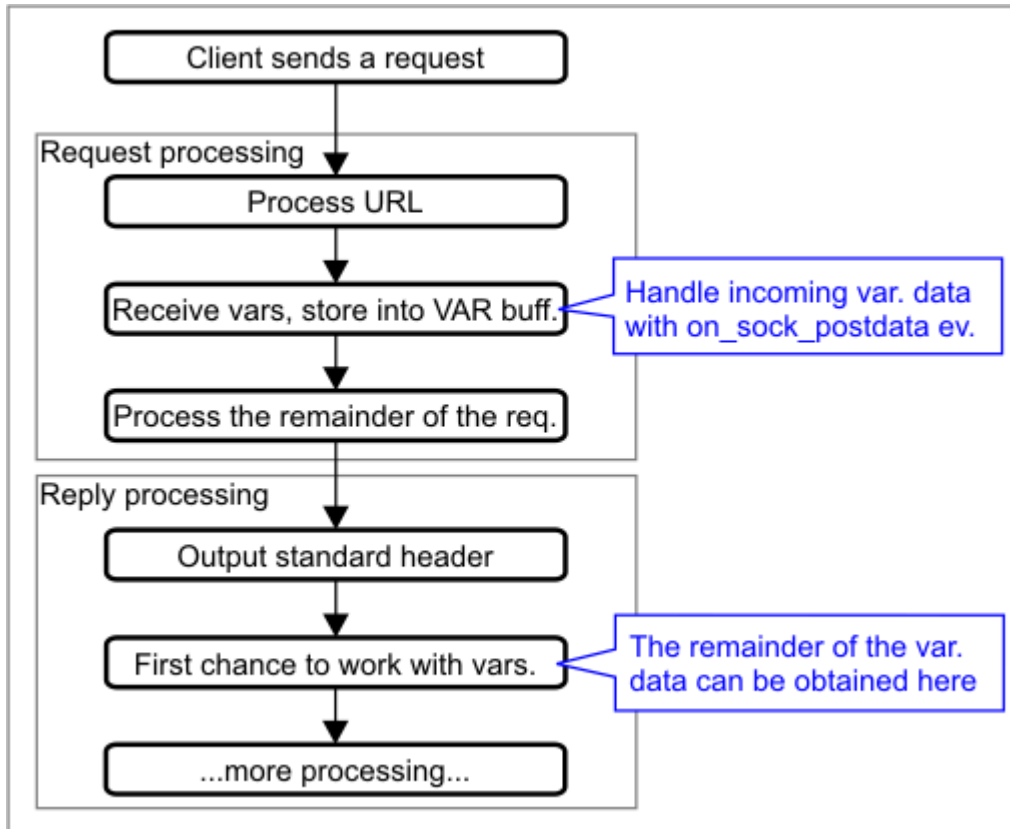 Client sends a request
Request processing
Process URL
Receive vars, store into VAR buff.
Handle incoming var. data
with on_sock_postdata ev.
Process the remainder of the req.
Reply processing
Output standard header
First chance to work with vars.
The remainder of the var.
data can be obtained here
...more processing...